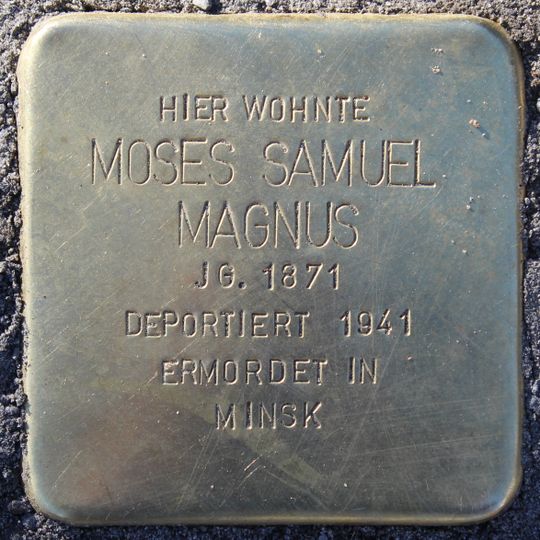 HIER WOHNTE
MOSES SAMUEL
MAGNUS
JG. 1871
DEPORTIERT 1941
ERMORDET IN
MINSK